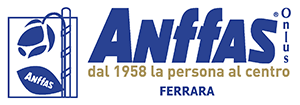 ANffAS
ANffAS® Onlus
dal 1958 la persona al centro
FERRARA